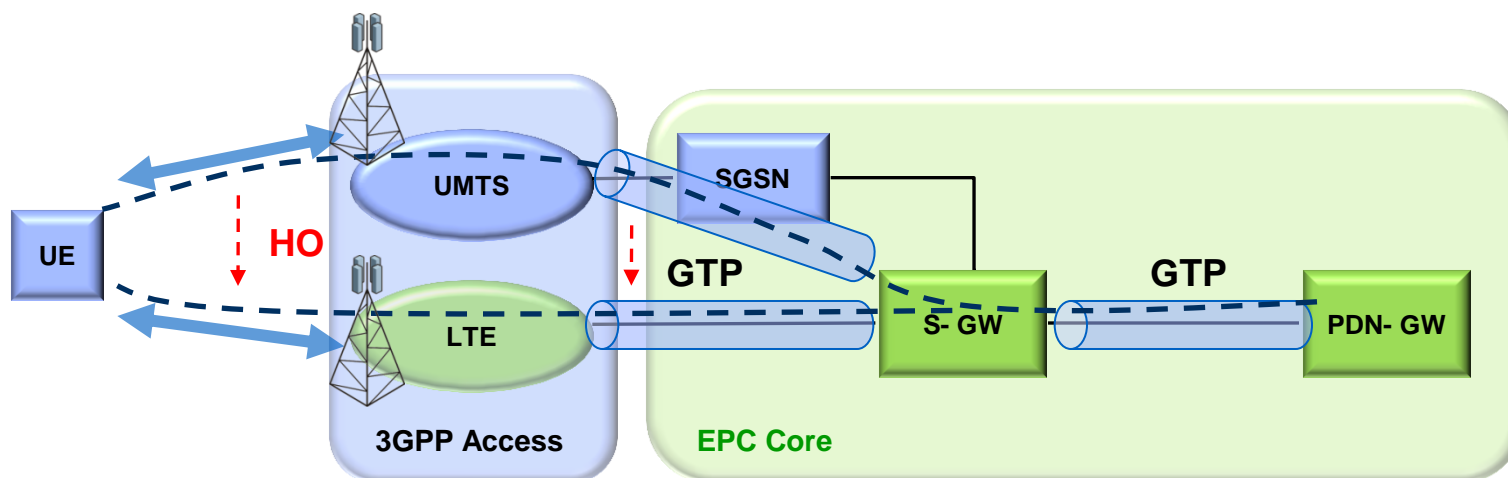 UMTS
SGSN
UE
HO
GTP
GTP
LTE
S- GW
PDN- GW
3GPP Access
EPC Core